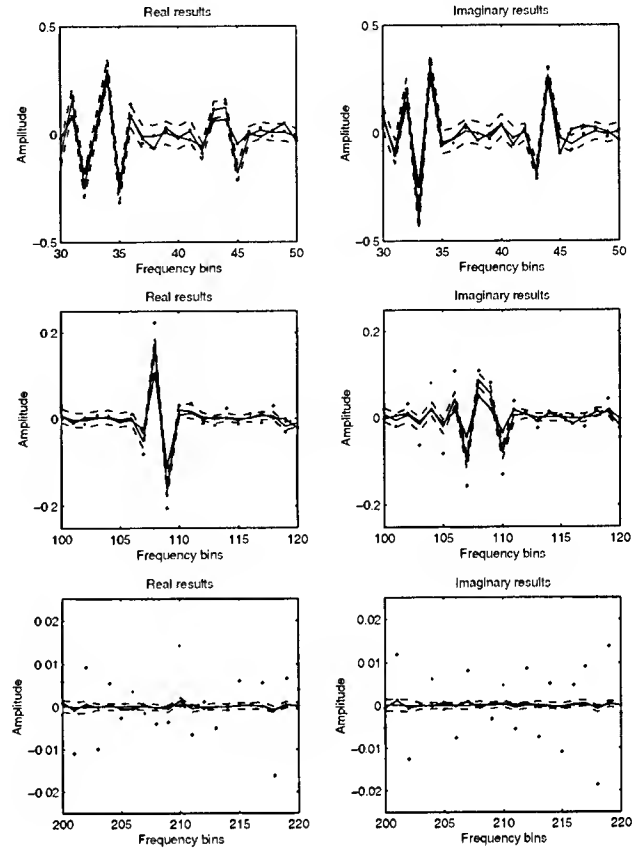 Real results
Imaginary results
0.5
0
−0.5
Amplitude
30 35 40 45 50
Frequency bins
0.5
0
−0.5
Amplitude
30 35 40 45 50
Frequency bins
Real results
Imaginary results
0.2
0
−0.2
Amplitude
100 105 110 115 120
Frequency bins
0.2
0
−0.2
Amplitude
100 105 110 115 120
Frequency bins
Real results
Imaginary results
0.02
0.01
0
−0.01
−0.02
Amplitude
200 205 210 215 220
Frequency bins
0.02
0.01
0
−0.01
−0.02
Amplitude
200 205 210 215 220
Frequency bins